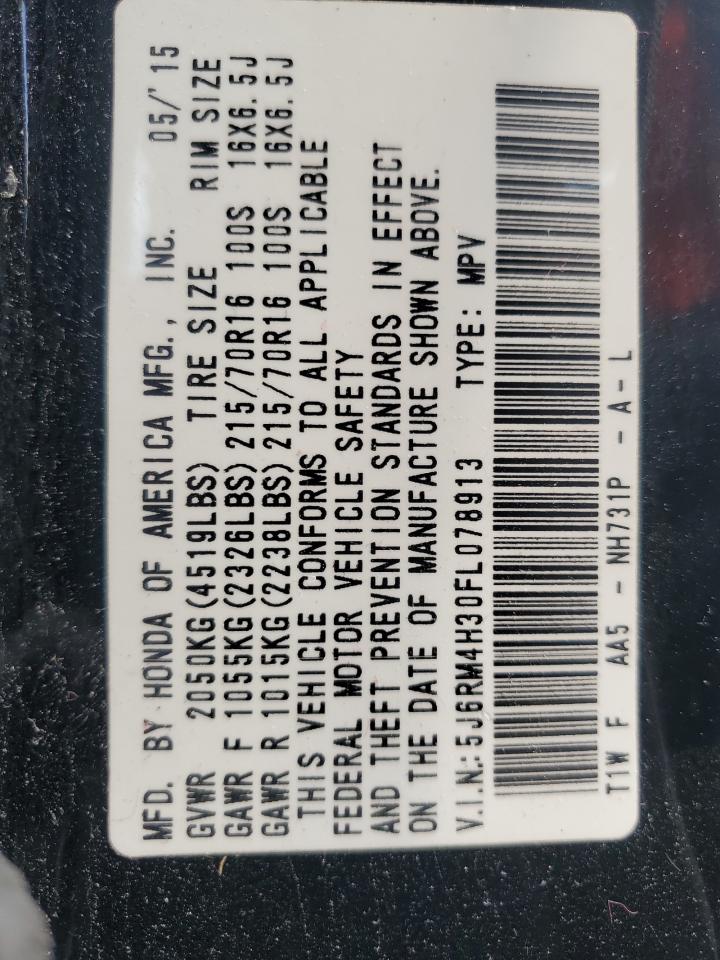 MFD. BY HONDA OF AMERICA MFG., INC. 05/'15
GVWR 2050KG(4519LBS) TIRE SIZE RIM SIZE
GAWR F 1055KG(2326LBS) 215/70R16 100S 16X6.5J
GAWR R 1015KG(2238LBS) 215/70R16 100S 16X6.5J
THIS VEHICLE CONFORMS TO ALL APPLICABLE
FEDERAL MOTOR VEHICLE SAFETY
AND THEFT PREVENTION STANDARDS IN EFFECT
ON THE DATE OF MANUFACTURE SHOWN ABOVE.
V.I.N.:5J6RM4H30FL078913 TYPE: MPV
T1W F AA5 - NH731P - A - L